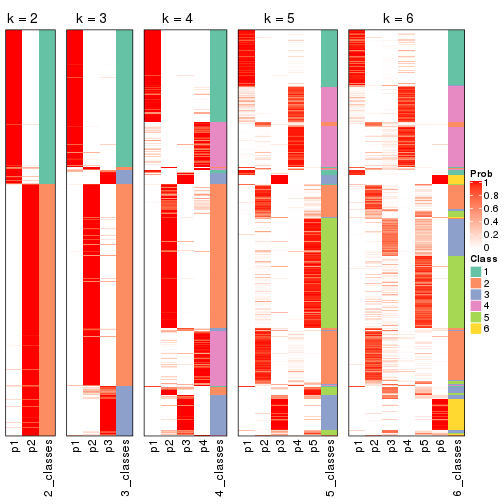 k = 2
k = 3
k = 4
k = 5
k = 6
Prob
1
0.8
0.6
0.4
0.2
0
Class
1
2
3
4
5
6
p1
p2
2_classes
p1
p2
p3
3_classes
p1
p2
p3
p4
4_classes
p1
p2
p3
p4
p5
5_classes
p1
p2
p3
p4
p5
p6
6_classes